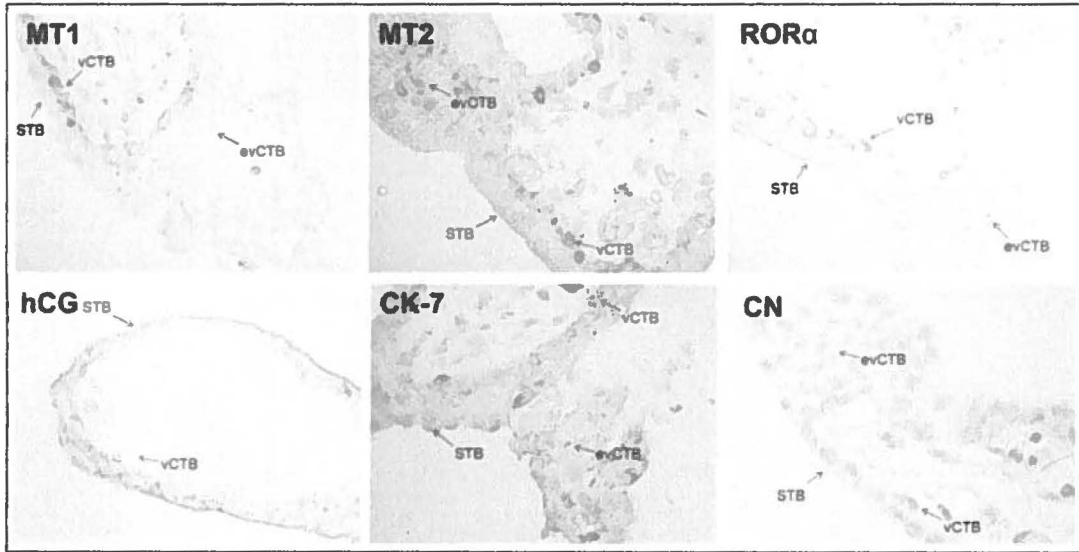 MT1
vCTB
STB
evCTB
MT2
evCTB
STB
vCTB
RORα
vCTB
STB
evCTB
hCG STB
vCTB
CK-7
vCTB
STB
evCTB
CN
evCTB
STB
vCTB